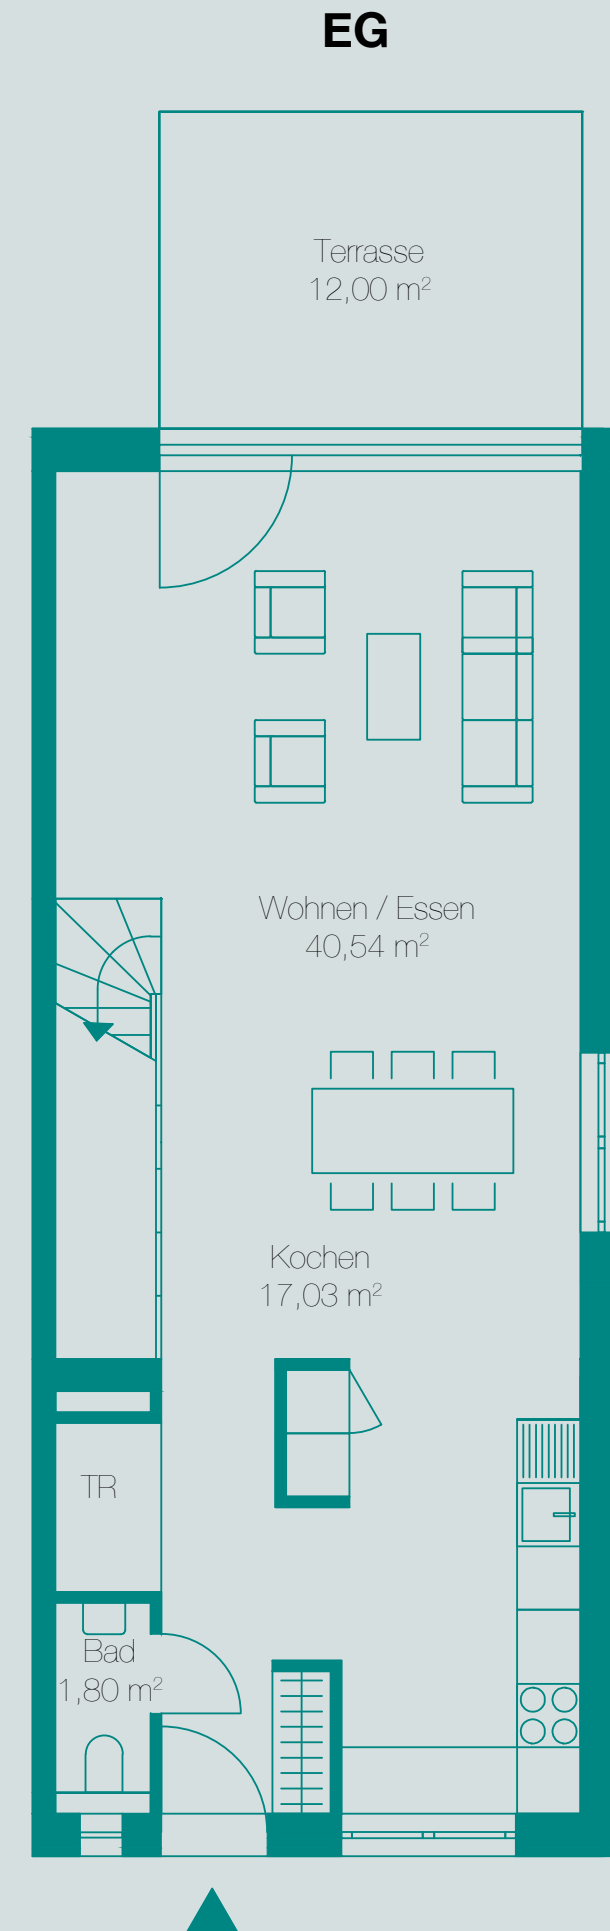 EG
Terrasse
12,00 m²
Wohnen / Essen
40,54 m²
Kochen
17,03 m²
TR
Bad
1,80 m²